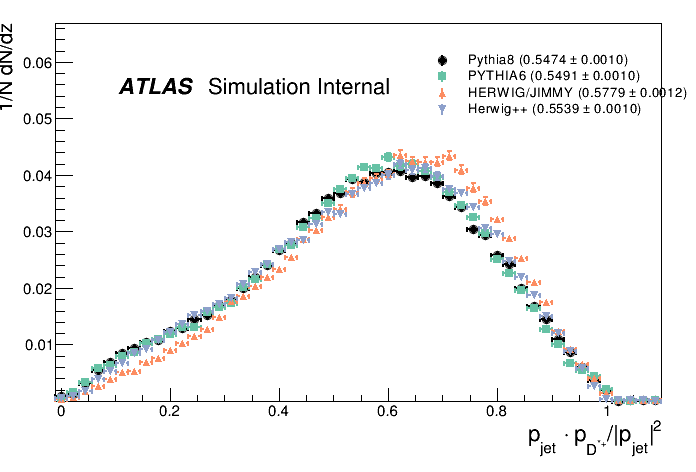 1/N dN/dz
0.06
0.05
0.04
0.03
0.02
0.01
ATLAS Simulation Internal
Pythia8 (0.5474 ± 0.0010)
PYTHIA6 (0.5491 ± 0.0010)
HERWIG/JIMMY (0.5779 ± 0.0012)
Herwig++ (0.5539 ± 0.0010)
0 0.2 0.4 0.6 0.8 1
p_jet · p_D*+/|p_jet|²